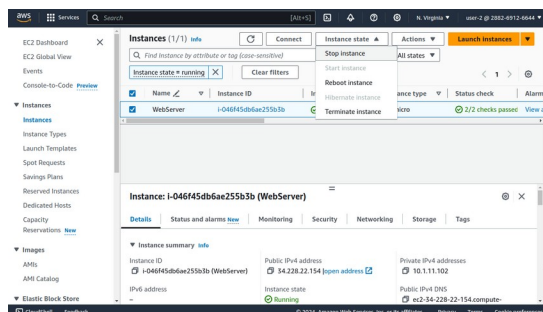 aws
Services
Search
[Alt+S]
N. Virginia
user-2 @ 2882-6912-6644
EC2 Dashboard
EC2 Global View
Events
Console-to-Code Preview
Instances
Instances
Instance Types
Launch Templates
Spot Requests
Savings Plans
Reserved Instances
Dedicated Hosts
Capacity
Reservations New
Images
AMIs
AMI Catalog
Elastic Block Store
Instances (1/1) Info
Connect
Instance state
Actions
Launch instances
Find Instance by attribute or tag (case-sensitive)
All states
Stop instance
Start instance
Reboot instance
Hibernate instance
Terminate instance
Instance state = running
Clear filters
1
Name
Instance ID
ance type
Status check
Alarm
WebServer
i-046f45db6ae255b3b
micro
2/2 checks passec
View a
Instance: i-046f45db6ae255b3b (WebServer)
Details
Status and alarms New
Monitoring
Security
Networking
Storage
Tags
Instance summary Info
Instance ID
i-046f45db6ae255b3b (WebServer)
Public IPv4 address
34.228.22.154 |open address
Private IPv4 addresses
10.1.11.102
IPv6 address
–
Instance state
Running
Public IPv4 DNS
ec2-34-228-22-154.compute-
CloudShell
Feedback
© 2024, Amazon Web Services, Inc. or its affiliates.
Privacy
Terms
Cookie preferences